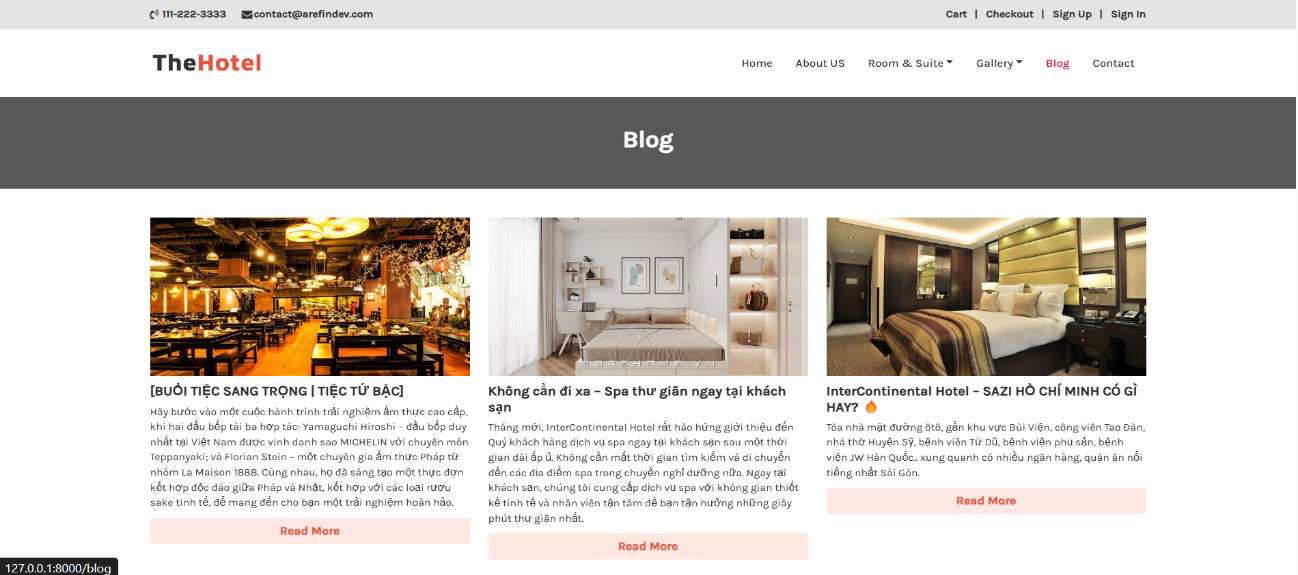 111-222-3333 contact@arefindev.com Cart | Checkout | Sign Up | Sign In
TheHotel Home About US Room & Suite Gallery Blog Contact
Blog
MOREHOME.VN
[BUỔI TIỆC SANG TRỌNG | TIỆC TỨ BẬC]
Hãy bước vào một cuộc hành trình trải nghiệm ẩm thực cao cấp,
khi hai đầu bếp tài ba hợp tác: Yamaguchi Hiroshi – đầu bếp duy
nhất tại Việt Nam được vinh danh sao MICHELIN với chuyên môn
Teppanyaki; và Florian Stein – một chuyên gia ẩm thực Pháp từ
nhóm La Maison 1888. Cùng nhau, họ đã sáng tạo một thực đơn
kết hợp độc đáo giữa Pháp và Nhật, kết hợp với các loại rượu
sake tinh tế, để mang đến cho bạn một trải nghiệm hoàn hảo.
Read More
Không cần đi xa – Spa thư giãn ngay tại khách
sạn
Tháng mới, InterContinental Hotel rất hào hứng giới thiệu đến
Quý khách hàng dịch vụ spa ngay tại khách sạn sau một thời
gian dài ấp ủ. Không cần mất thời gian tìm kiếm và di chuyển
đến các địa điểm spa trong chuyến nghỉ dưỡng nữa. Ngay tại
khách sạn, chúng tôi cung cấp dịch vụ spa với không gian thiết
kế tinh tế và nhân viên tận tâm để bạn tận hưởng những giây
phút thư giãn nhất.
Read More
InterContinental Hotel – SAZI HỒ CHÍ MINH CÓ GÌ
HAY? 🔥
Tòa nhà mặt đường ôtô, gần khu vực Bùi Viện, công viên Tao Đàn,
nhà thờ Huyện Sỹ, bệnh viên Từ Dũ, bệnh viện phụ sản, bệnh
viện JW Hàn Quốc.. xung quanh có nhiều ngân hàng, quán ăn nổi
tiếng nhất Sài Gòn.
Read More
127.0.0.1:8000/blog